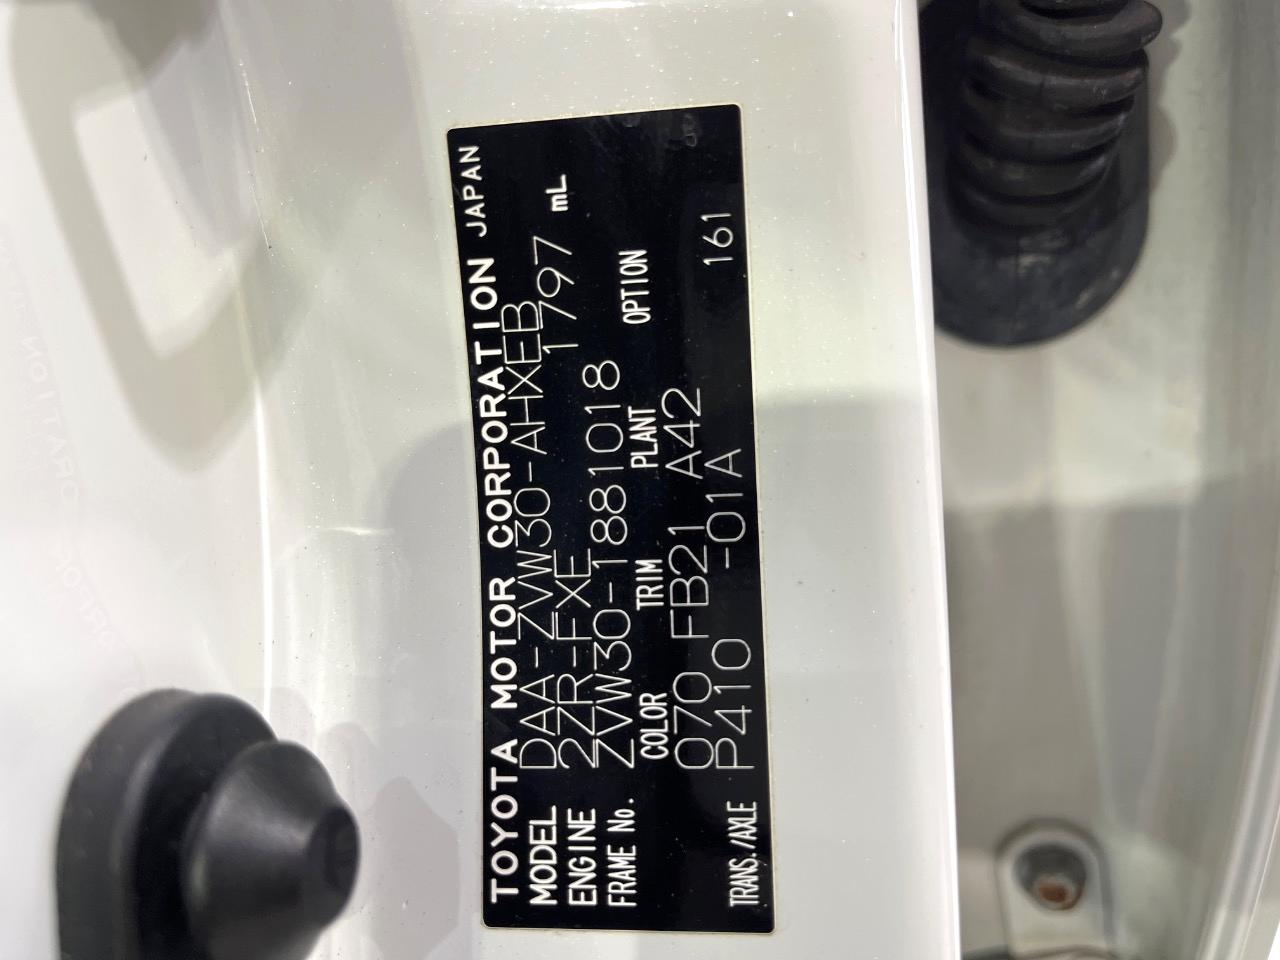 TOYOTA MOTOR CORPORATION JAPAN
MODEL DAA-ZVW30-AHXEB
ENGINE 2ZR-FXE 1797 mL
FRAME No. ZVW30-1881018
COLOR TRIM PLANT OPTION
070 FB21 A42
TRANS./AXLE P410 -01A 161